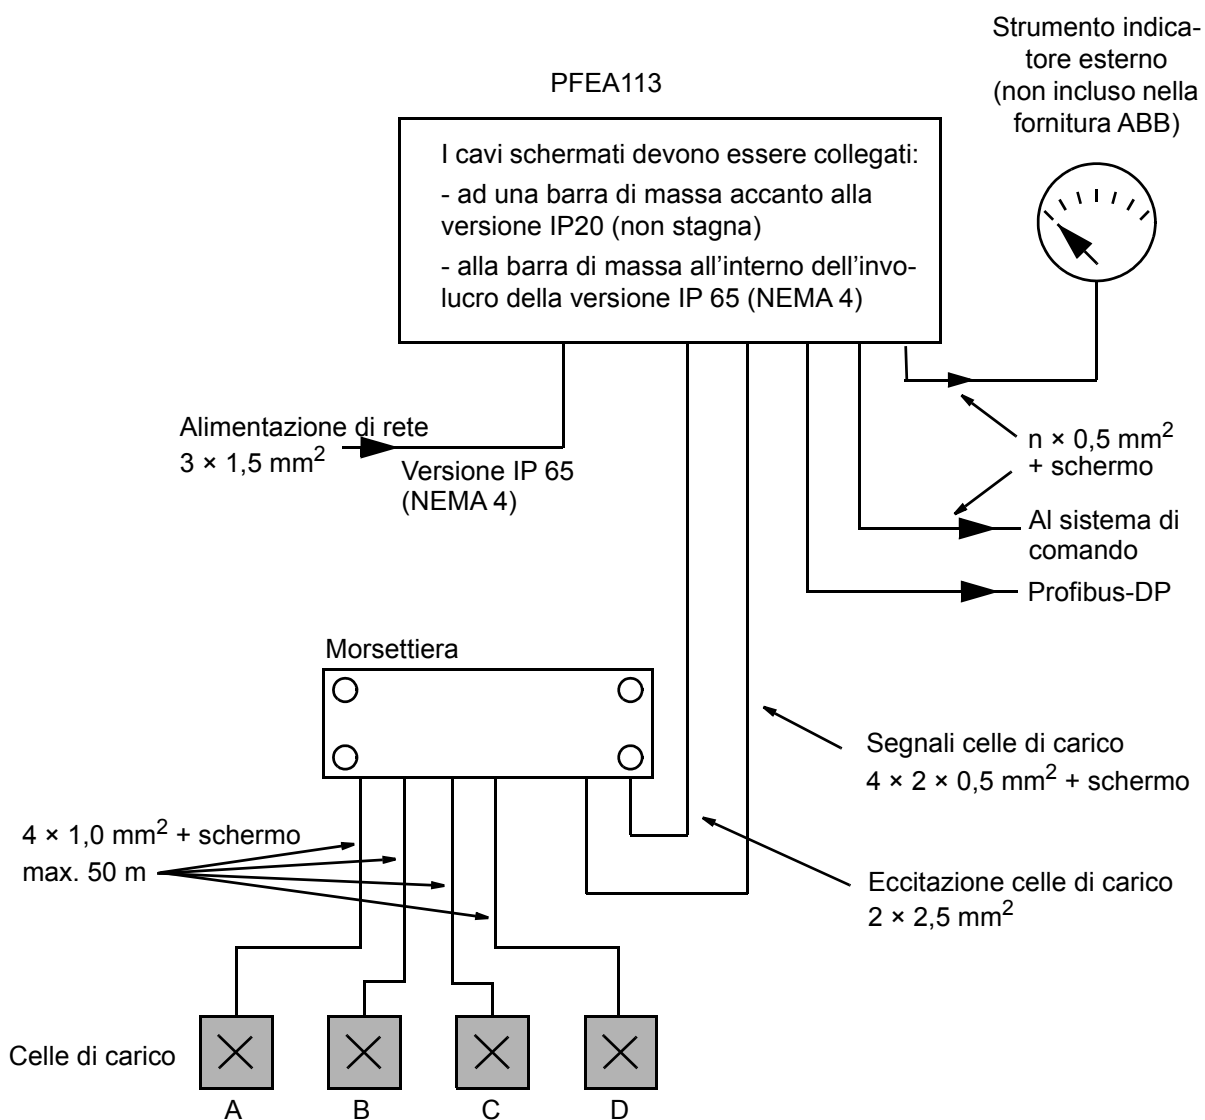 Strumento indica-
tore esterno
(non incluso nella
fornitura ABB)
PFEA113
I cavi schermati devono essere collegati:
- ad una barra di massa accanto alla
versione IP20 (non stagna)
- alla barra di massa all’interno dell’invo-
lucro della versione IP 65 (NEMA 4)
Alimentazione di rete
3 × 1,5 mm²
Versione IP 65
(NEMA 4)
n × 0,5 mm²
+ schermo
Al sistema di
comando
Profibus-DP
Morsettiera
Segnali celle di carico
4 × 2 × 0,5 mm² + schermo
4 × 1,0 mm² + schermo
max. 50 m
Eccitazione celle di carico
2 × 2,5 mm²
Celle di carico
A B C D